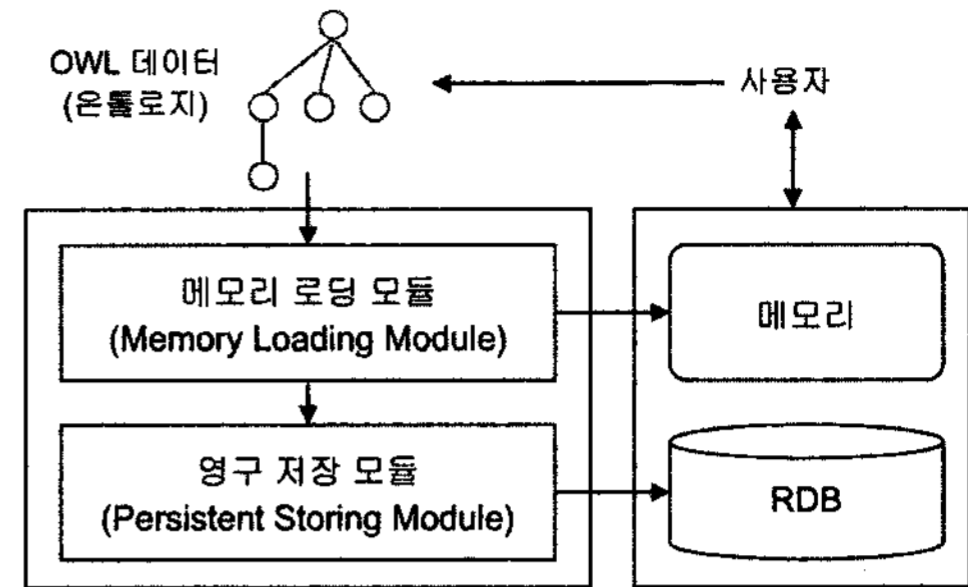 OWL 데이터
(온톨로지)
사용자
메모리 로딩 모듈
(Memory Loading Module)
메모리
영구 저장 모듈
(Persistent Storing Module)
RDB